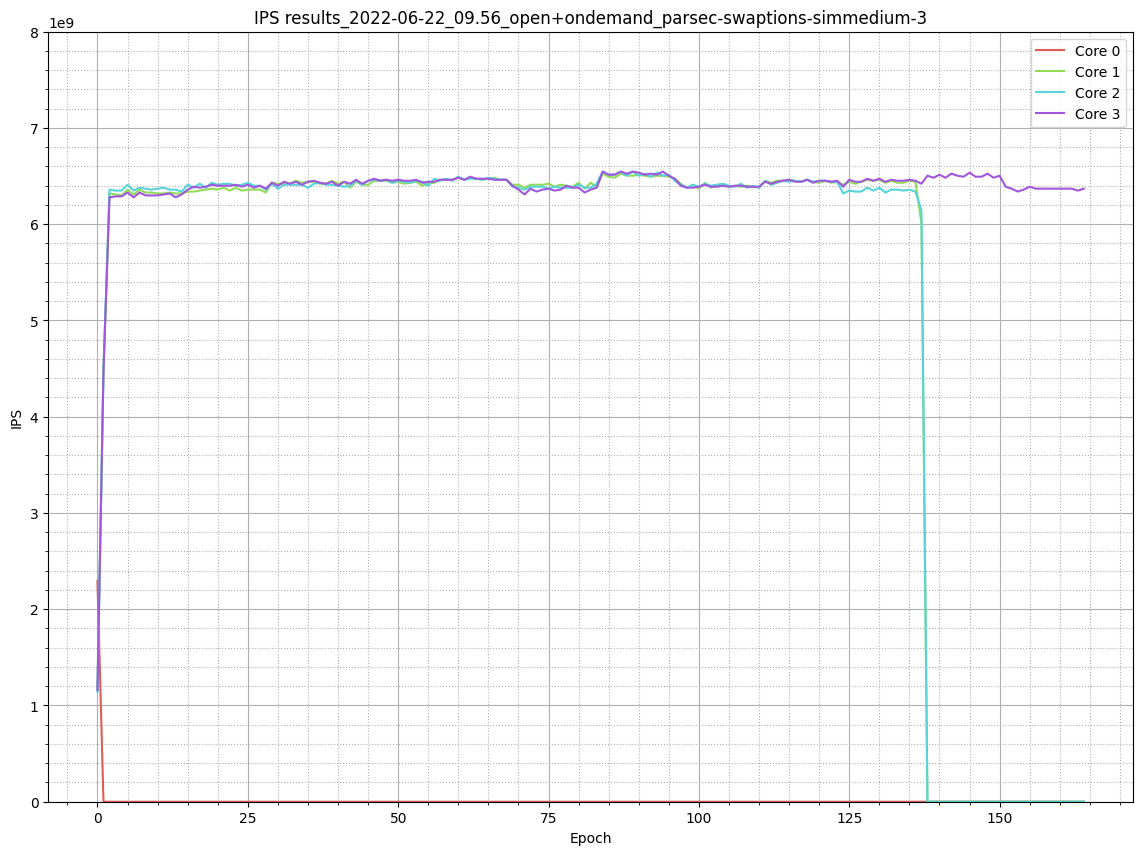 IPS results_2022-06-22_09.56_open+ondemand_parsec-swaptions-simmedium-3
1e9
8
7
6
5
4
3
2
1
0
IPS
0 25 50 75 100 125 150
Epoch
Core 0
Core 1
Core 2
Core 3